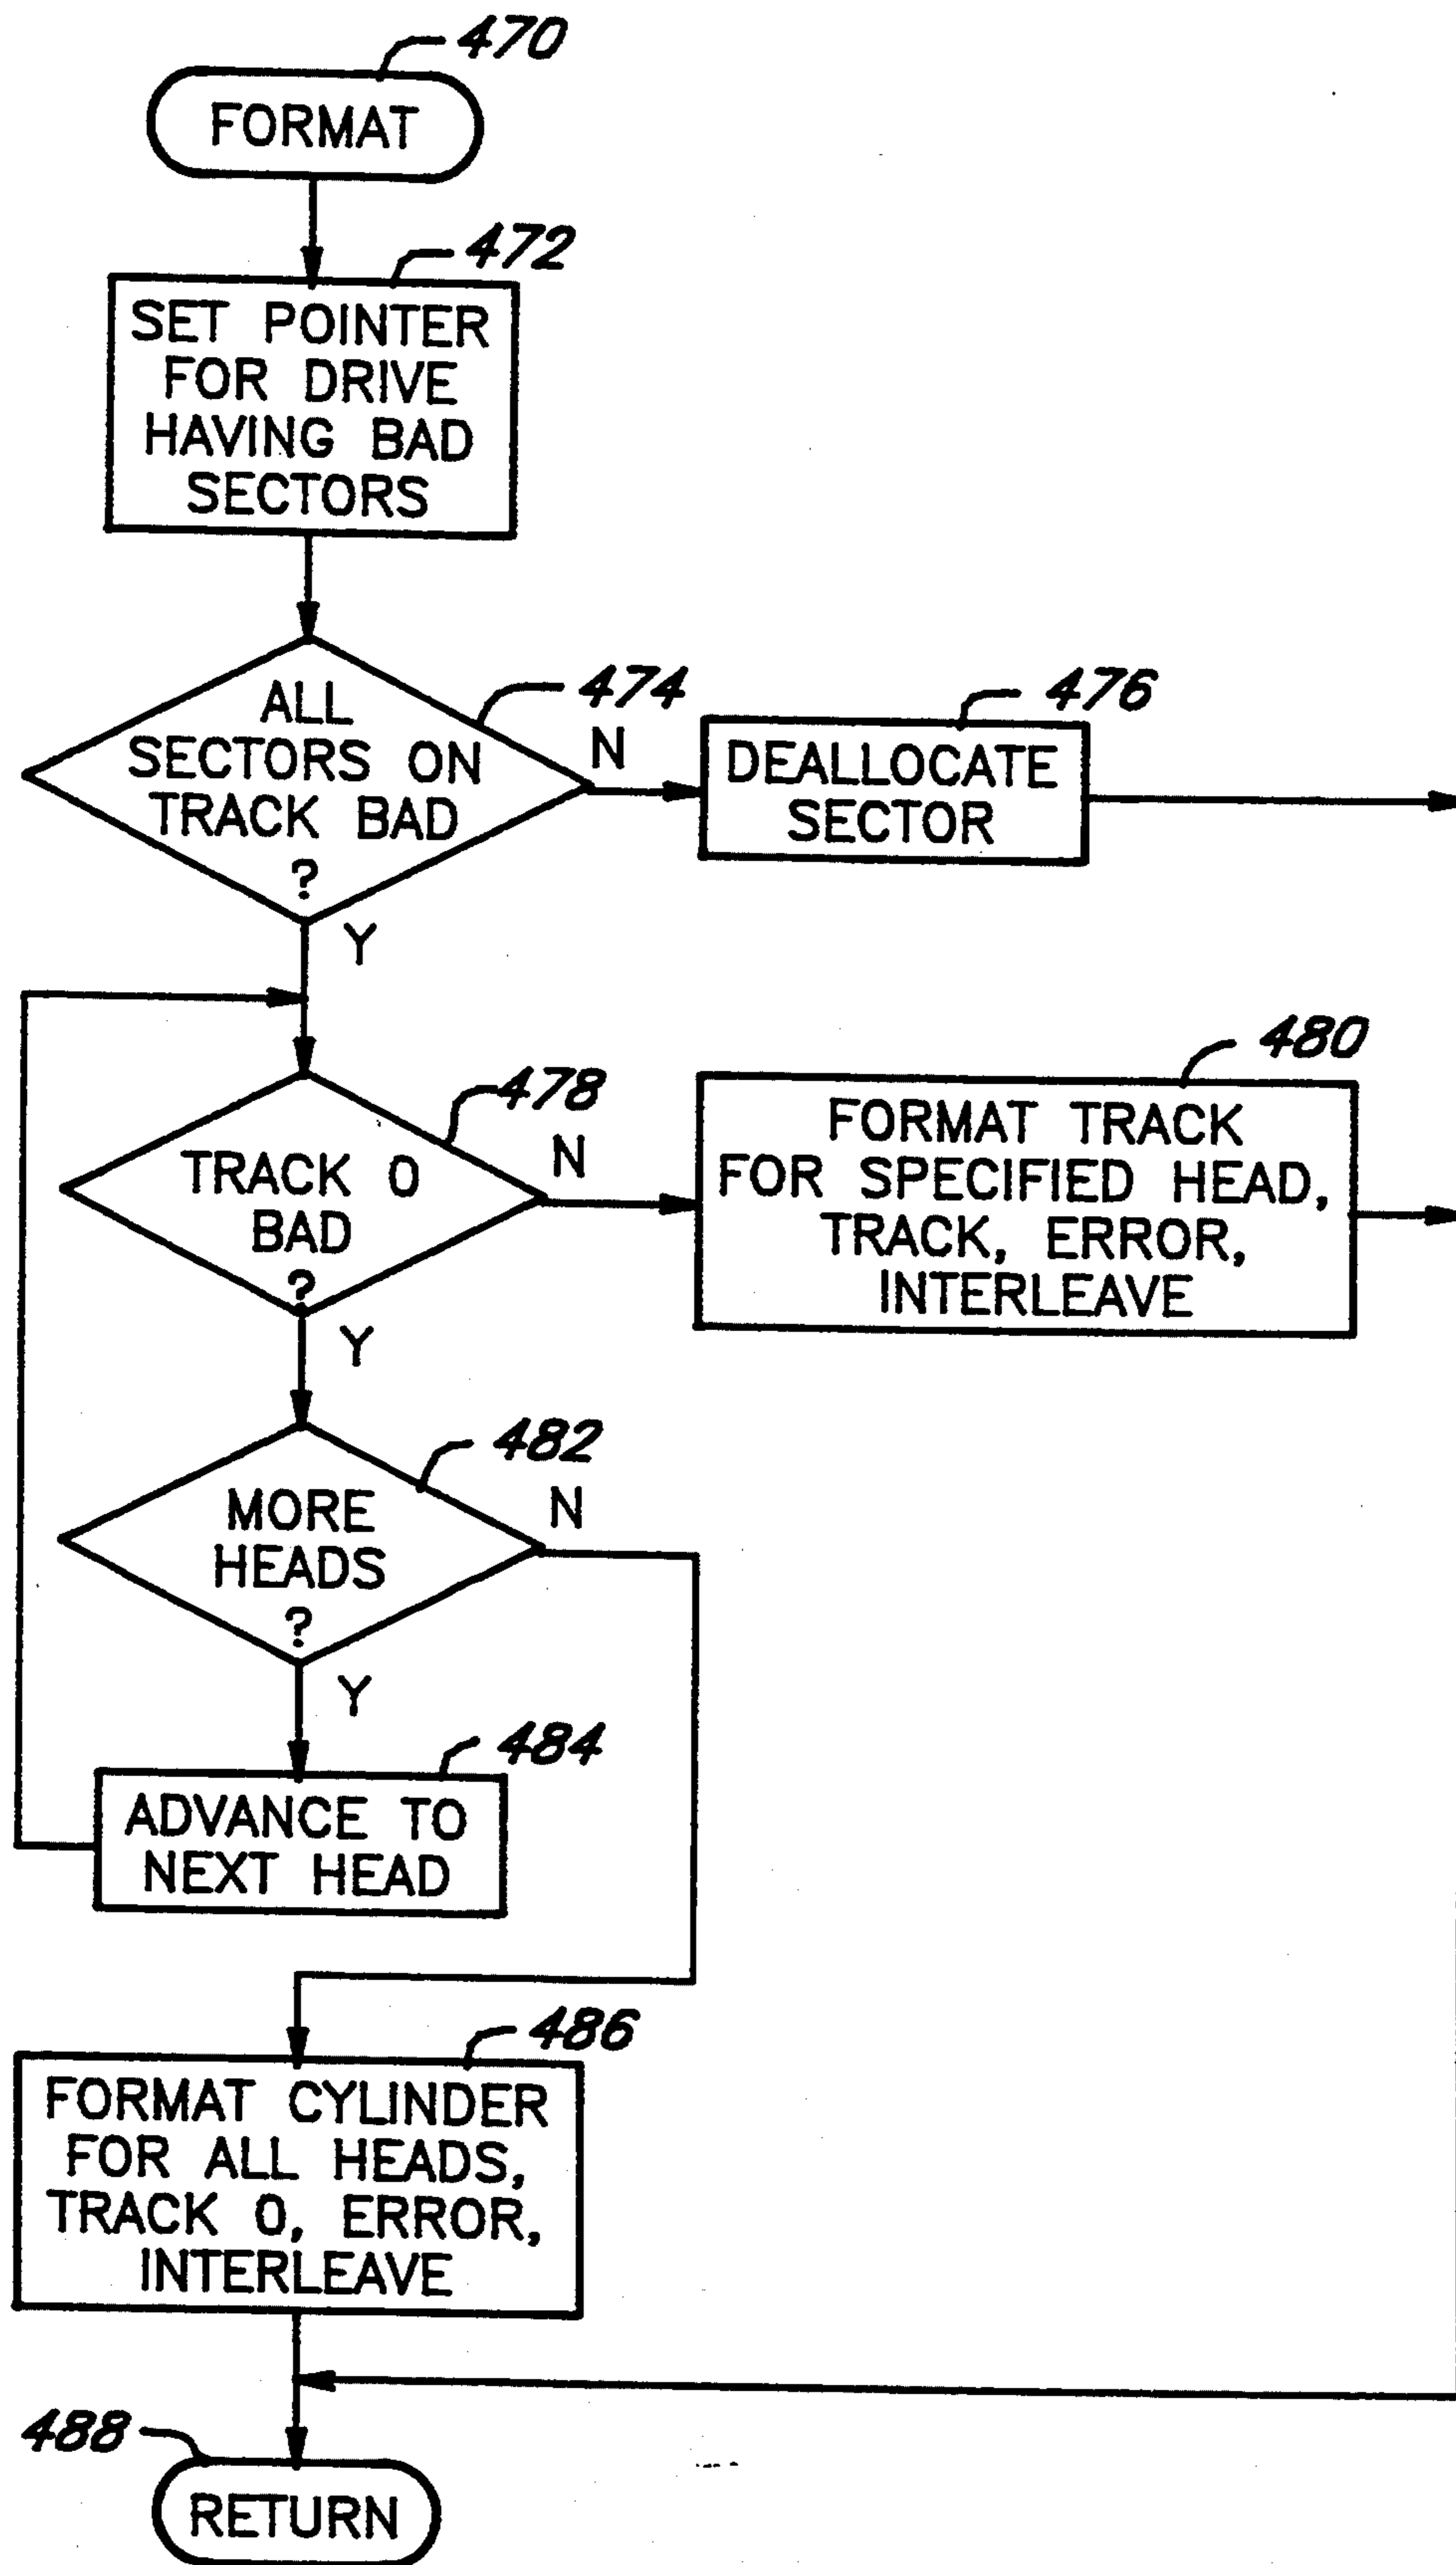 470
FORMAT
472
SET POINTER
FOR DRIVE
HAVING BAD
SECTORS
474
ALL
SECTORS ON
TRACK BAD
?
N
Y
476
DEALLOCATE
SECTOR
478
TRACK 0
BAD
?
N
Y
480
FORMAT TRACK
FOR SPECIFIED HEAD,
TRACK, ERROR,
INTERLEAVE
482
MORE
HEADS
?
N
Y
484
ADVANCE TO
NEXT HEAD
486
FORMAT CYLINDER
FOR ALL HEADS,
TRACK 0, ERROR,
INTERLEAVE
488
RETURN